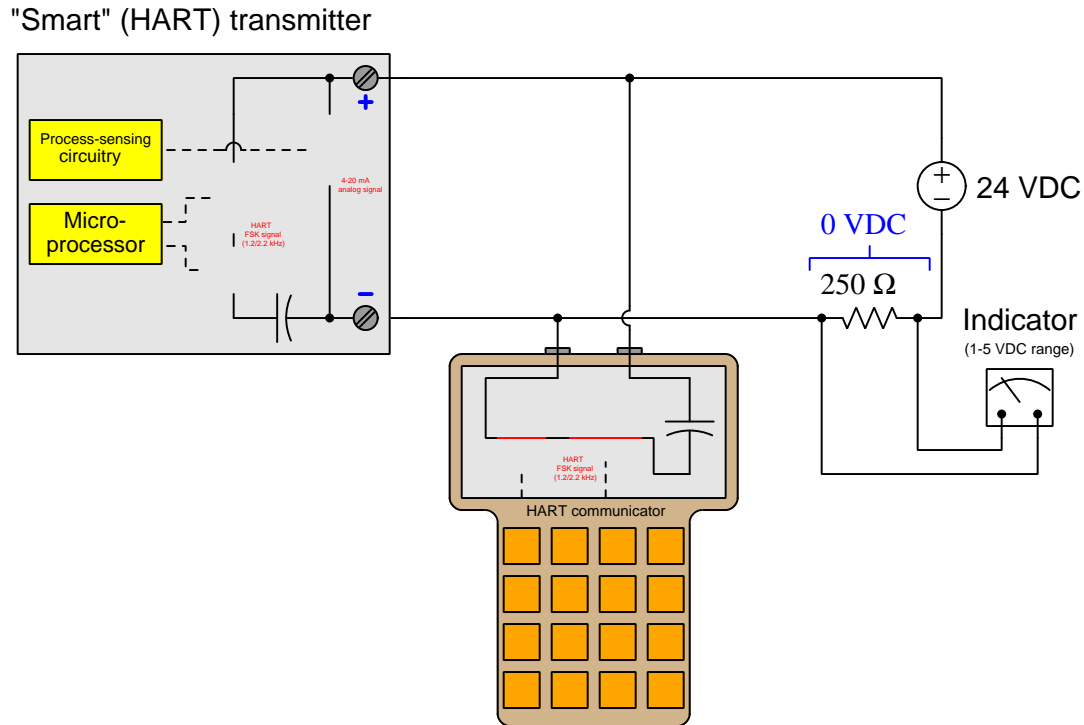 "Smart" (HART) transmitter
+
Process-sensing
circuitry
4-20 mA
analog signal
Micro-
processor
HART
FSK signal
(1.2/2.2 kHz)
−
+
−
24 VDC
0 VDC
250 Ω
Indicator
(1-5 VDC range)
HART
FSK signal
(1.2/2.2 kHz)
HART communicator